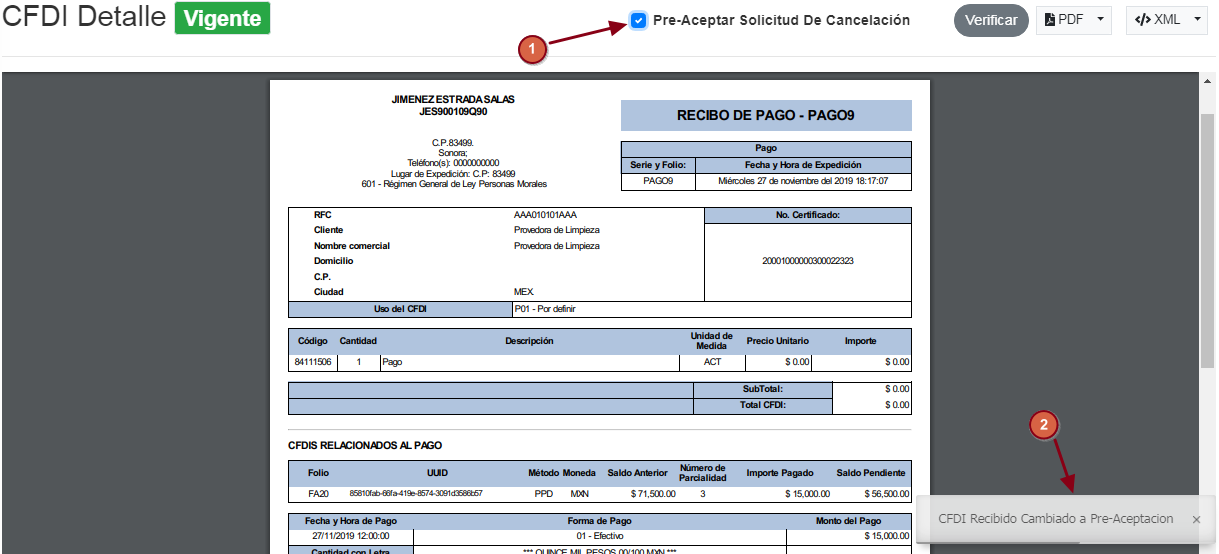 CFDI Detalle Vigente
Pre-Aceptar Solicitud De Cancelación
Verificar PDF </> XML
1
JIMENEZ ESTRADA SALAS
JES900109Q90
C.P.83499.
Sonora;
Teléfono(s): 0000000000
Lugar de Expedición: C.P: 83499
601 - Régimen General de Ley Personas Morales
RECIBO DE PAGO - PAGO9
Pago
Serie y Folio: Fecha y Hora de Expedición
PAGO9 Miércoles 27 de noviembre del 2019 18:17:07
RFC AAA010101AAA
Cliente Provedora de Limpieza
Nombre comercial Provedora de Limpieza
Domicilio
C.P.
Ciudad MEX.
No. Certificado:
20001000000300022323
Uso del CFDI P01 - Por definir
Código Cantidad Descripción Unidad de Medida Precio Unitario Importe
84111506 1 Pago ACT $ 0.00 $ 0.00
SubTotal: $ 0.00
Total CFDI: $ 0.00
2
CFDIS RELACIONADOS AL PAGO
Folio UUID Método Moneda Saldo Anterior Número de Parcialidad Importe Pagado Saldo Pendiente
FA20 85810fab-66fa-419e-8574-3091d3586b57 PPD MXN $ 71,500.00 3 $ 15,000.00 $ 56,500.00
Fecha y Hora de Pago Forma de Pago Monto del Pago
27/11/2019 12:00:00 01 - Efectivo $ 15,000.00
Cantidad con Letra *** QUINCE MIL PESOS 00/100 MXN ***
CFDI Recibido Cambiado a Pre-Aceptacion ×